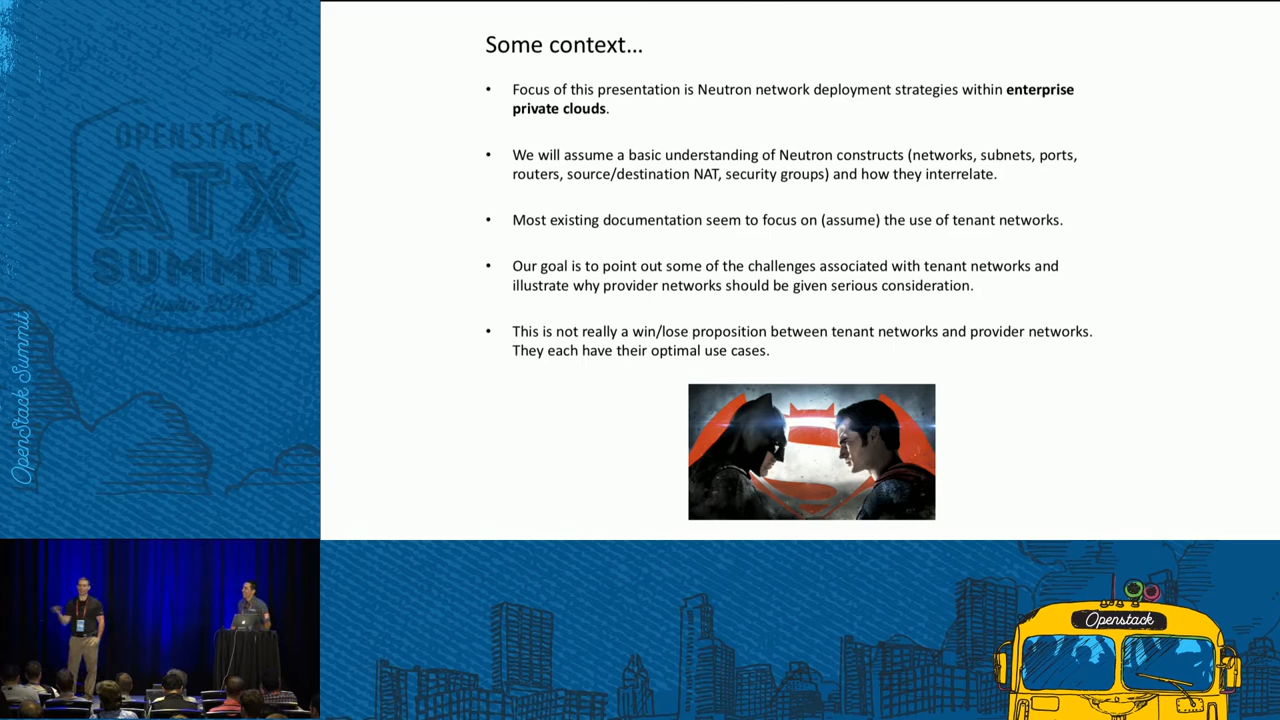 OPENSTACK
ATX
SUMMIT
Austin
OpenStack Summit
Some context...
• Focus of this presentation is Neutron network deployment strategies within enterprise
private clouds.
• We will assume a basic understanding of Neutron constructs (networks, subnets, ports,
routers, source/destination NAT, security groups) and how they interrelate.
• Most existing documentation seem to focus on (assume) the use of tenant networks.
• Our goal is to point out some of the challenges associated with tenant networks and
illustrate why provider networks should be given serious consideration.
• This is not really a win/lose proposition between tenant networks and provider networks.
They each have their optimal use cases.
Openstack